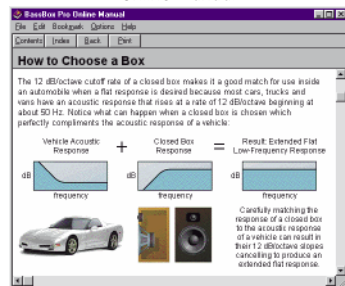 BassBox Pro Online Manual
File Edit Bookmark Options Help
Contents Index Back Print
How to Choose a Box
The 12 dB/octave cutoff rate of a closed box makes it a good match for use inside
an automobile when a flat response is desired because most cars, trucks and
vans have an acoustic response that rises at a rate of 12 dB/octave beginning at
about 50 Hz. Notice what can happen when a closed box is chosen which
perfectly compliments the acoustic response of a vehicle:
Vehicle Acoustic
Response
+
Closed Box
Response
=
Result: Extended Flat
Low-Frequency Response
dB
dB
dB
frequency
frequency
frequency
Carefully matching the
response of a closed box
to the acoustic response
of a vehicle can result in
their 12 dB/octave slopes
cancelling to produce an
extended flat response.